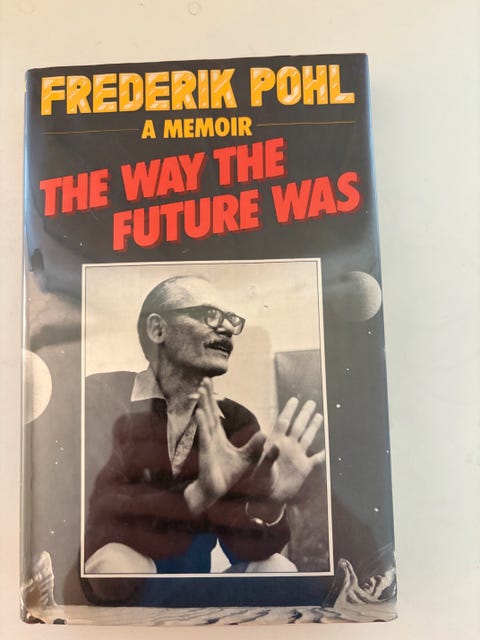 FREDERIK POHL
A MEMOIR
THE WAY THE
FUTURE WAS